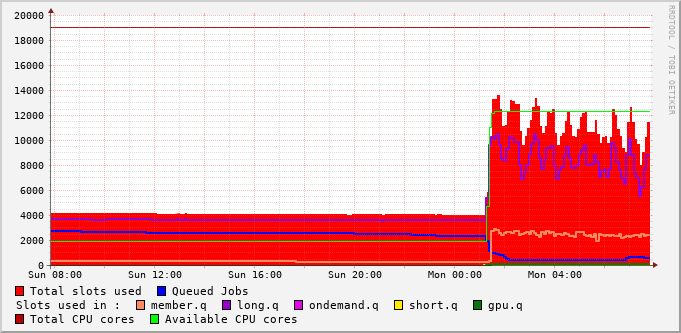 RRDTOOL / TOBI OETIKER
20000
18000
16000
14000
12000
10000
8000
6000
4000
2000
0
Sun 08:00 Sun 12:00 Sun 16:00 Sun 20:00 Mon 00:00 Mon 04:00
Total slots used Queued Jobs
Slots used in : member.q long.q ondemand.q short.q gpu.q
Total CPU cores Available CPU cores